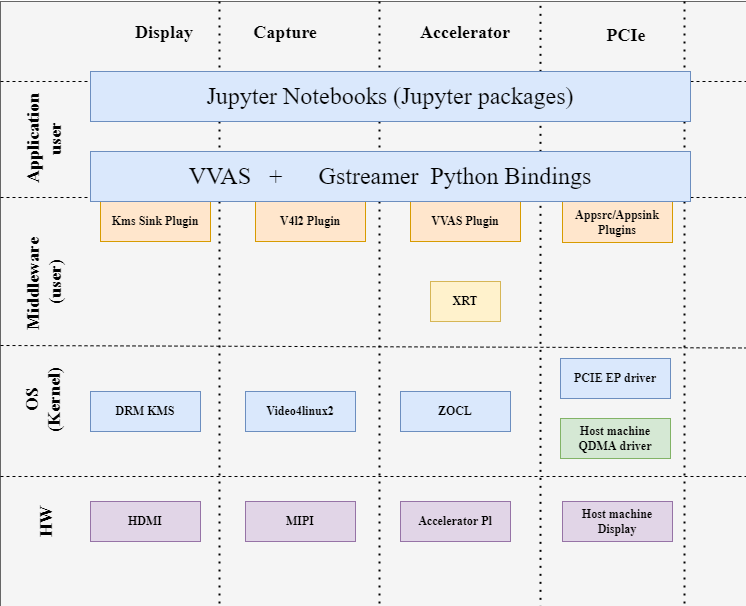 Display Capture Accelerator PCIe
Application
user
Jupyter Notebooks (Jupyter packages)
VVAS + Gstreamer Python Bindings
Middleware
(user)
Kms Sink Plugin
V4l2 Plugin
VVAS Plugin
Appsrc/Appsink
Plugins
XRT
OS
(Kernel)
DRM KMS
Video4linux2
ZOCL
PCIE EP driver
Host machine
QDMA driver
HW
HDMI
MIPI
Accelerator Pl
Host machine
Display